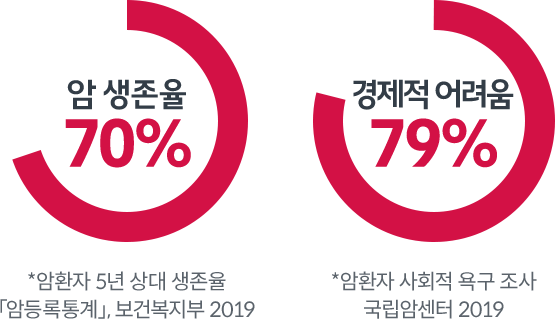 암 생존율
70%
*암환자 5년 상대 생존율
「암등록통계」, 보건복지부 2019
경제적 어려움
79%
*암환자 사회적 욕구 조사
국립암센터 2019